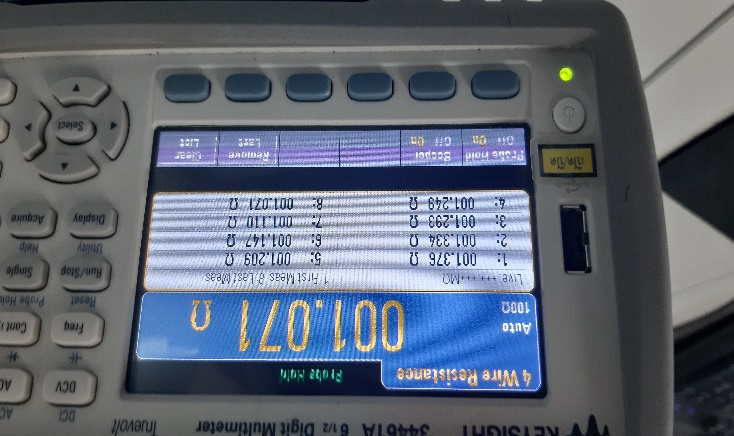 KEYSIGHT 34461A 6 1/2 Digit Multimeter Truevolt
4 Wire Resistance Probe Hold
Auto
100Ω
001.071 Ω
Live: ••••••MΩ 1:First Meas 8:Last Meas
1: 001.376 Ω 5: 001.209 Ω
2: 001.334 Ω 6: 001.147 Ω
3: 001.293 Ω 7: 001.110 Ω
4: 001.249 Ω 8: 001.071 Ω
Probe Hold
Off On
Beeper
Off On
Remove
Last
Clear
List
DCI
DCV
Freq
Cont
Reset
Probe Hold
Run/Stop
Single
Utility
Help
Display
Acquire
Select